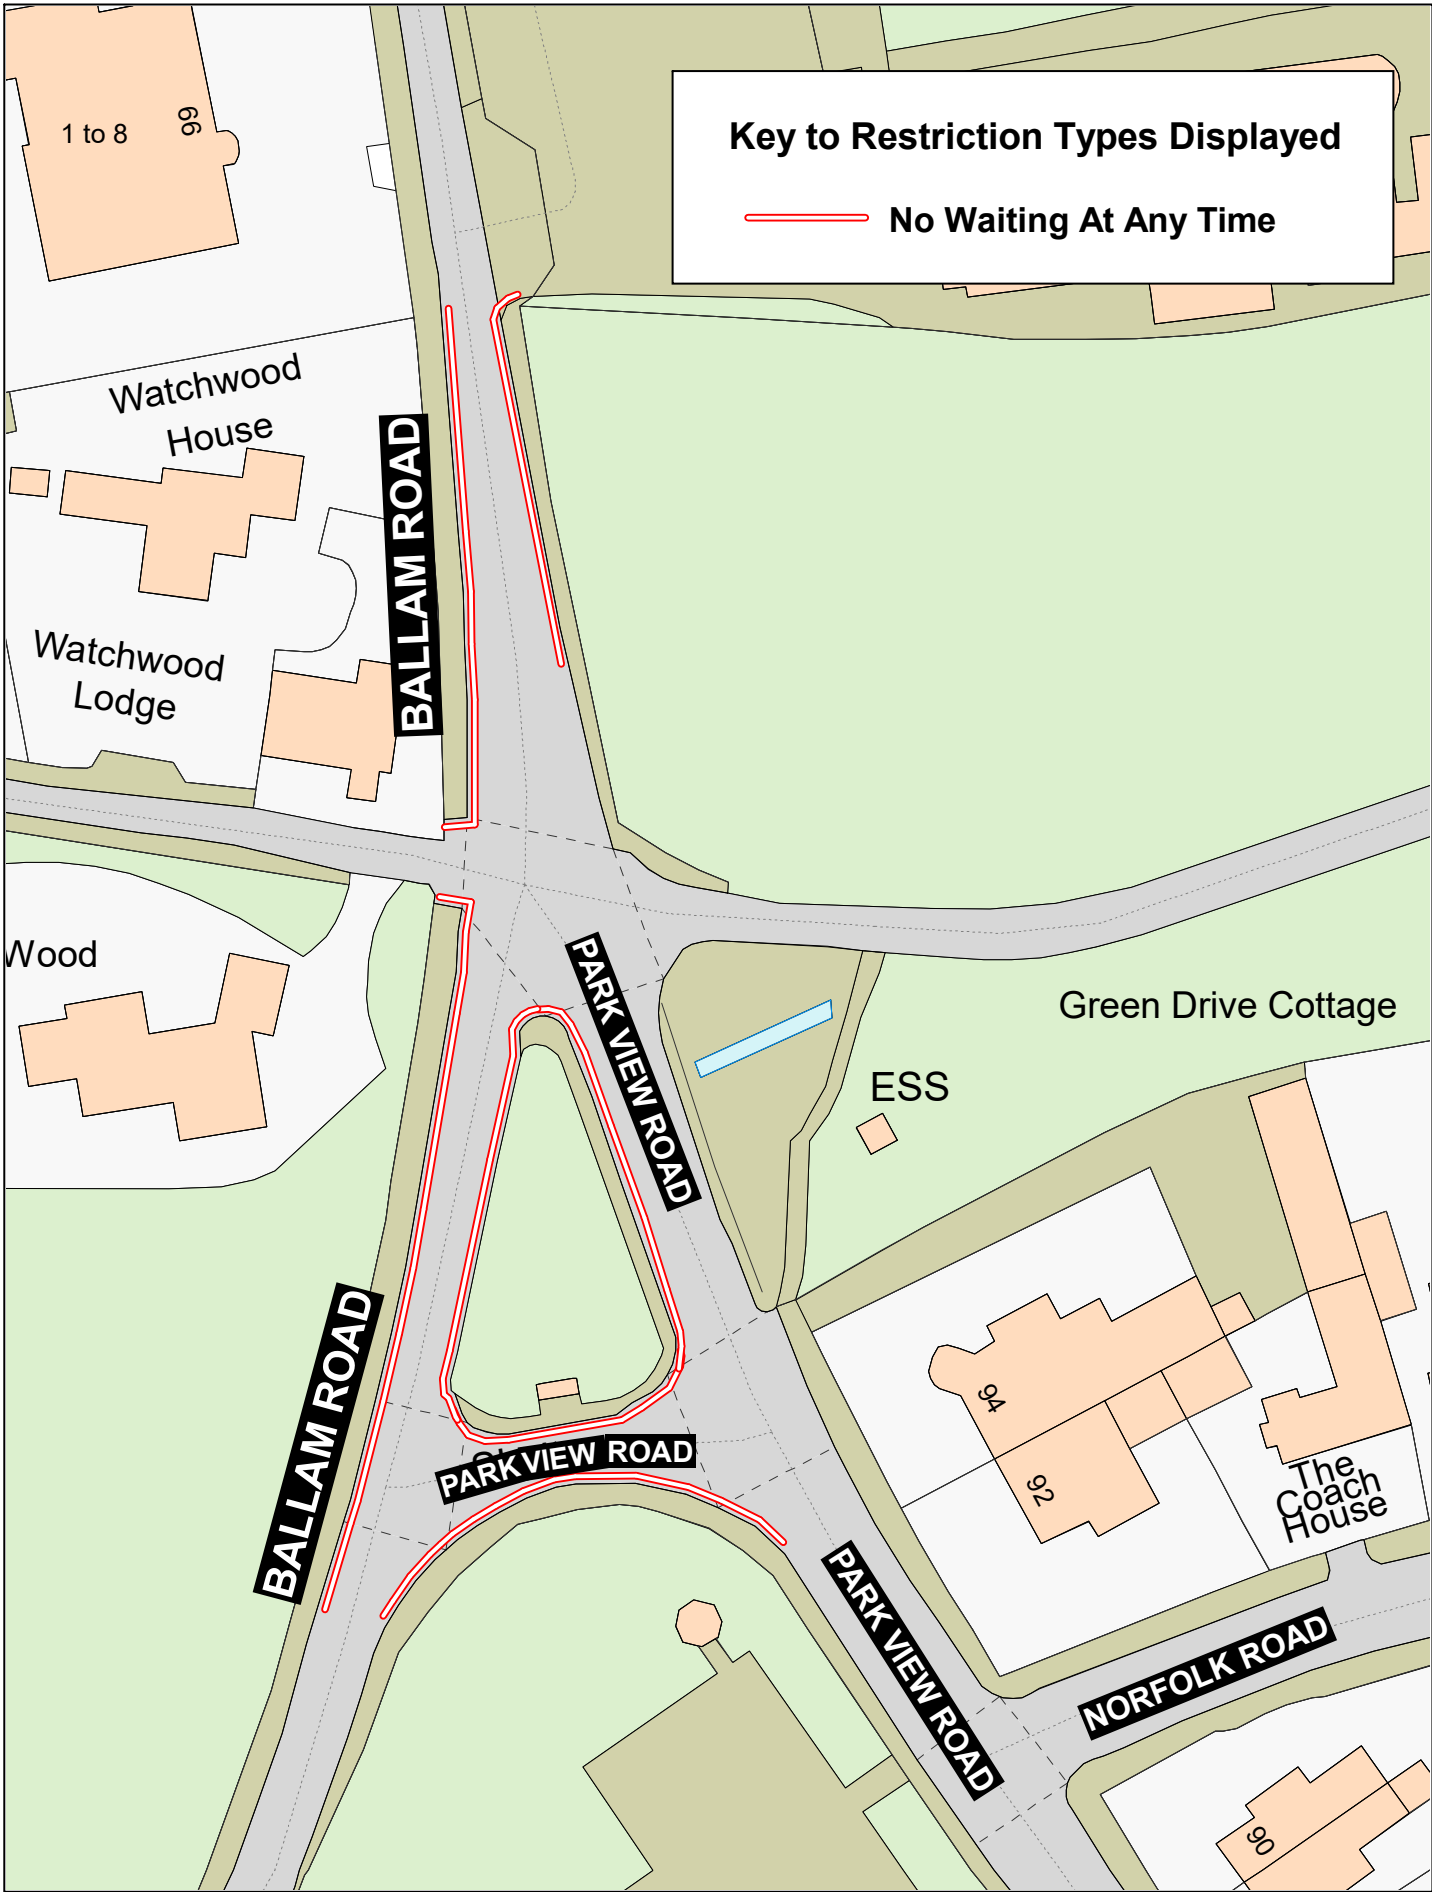 1 to 8
66
Key to Restriction Types Displayed
No Waiting At Any Time
Watchwood
House
BALLAM ROAD
Watchwood
Lodge
Wood
PARK VIEW ROAD
Green Drive Cottage
ESS
BALLAM ROAD
94
PARK VIEW ROAD
92
The
Coach
House
PARK VIEW ROAD
NORFOLK ROAD
90